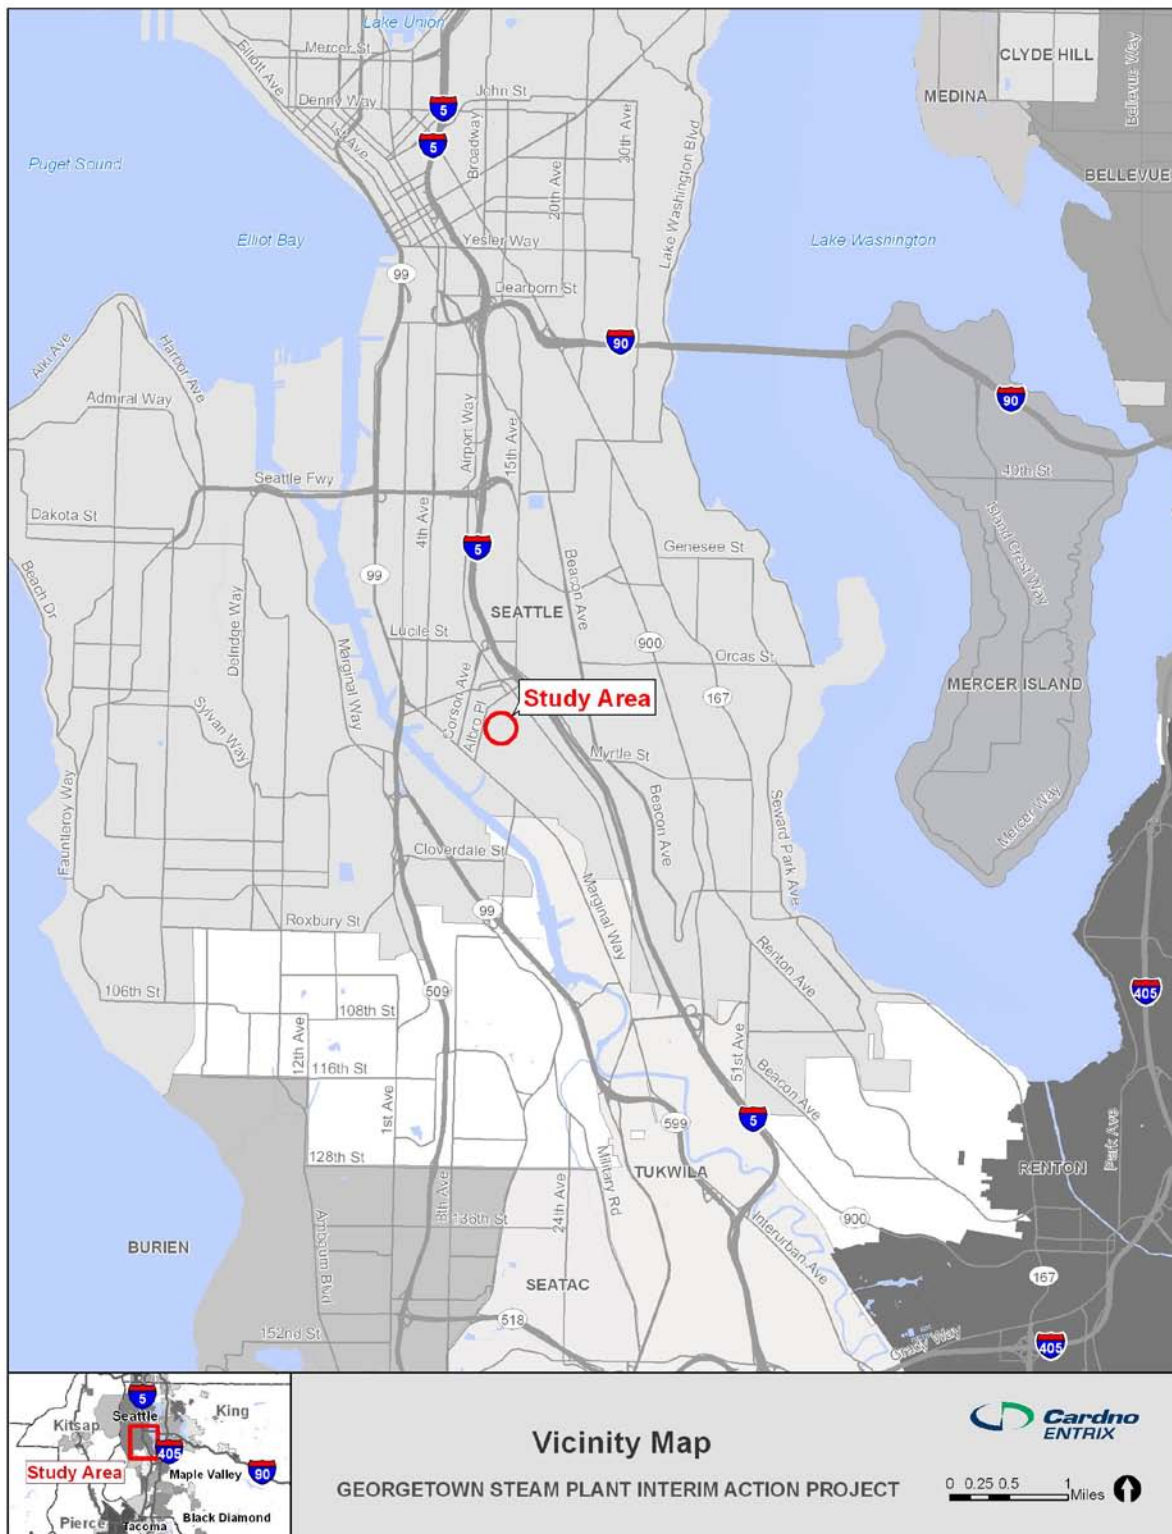 Lake Union
Mercer St
Elliott Ave
Denny Way
John St
1st Ave
Broadway
20th Ave
30th Ave
Lake Washington Blvd
CLYDE HILL
MEDINA
Bellevue Way
BELLEVUE
5
5
Puget Sound
Elliot Bay
Yesler Way
Lake Washington
99
Dearborn St
90
90
Alki Ave
Harbor Ave
Admiral Way
Airport Way
15th Ave
Seattle Fwy
40th St
Dakota St
4th Ave
Island Crest Way
5
Genesee St
Beach Dr
99
Beacon Ave
Delridge Way
SEATTLE
Lucile St
900
Orcas St
Marginal Way
MERCER ISLAND
167
Corson Ave
Albro Pl
Study Area
Sylvan Way
Myrtle St
Fauntleroy Way
Beacon Ave
Seward Park Ave
Mercer Way
Cloverdale St
Marginal Way
99
Roxbury St
Renton Ave
106th St
509
405
108th St
12th Ave
116th St
51st Ave
Beacon Ave
1st Ave
599
5
Park Ave
128th St
Military Rd
TUKWILA
RENTON
24th Ave
8th Ave
136th St
900
Interurban Ave
BURIEN
Ambaum Blvd
SEATAC
167
518
152nd St
Grady Way
405
5
Seattle
King
Kitsap
405
Study Area
Maple Valley
90
Black Diamond
Pierce
Tacoma
Vicinity Map
GEORGETOWN STEAM PLANT INTERIM ACTION PROJECT
Cardno
ENTRIX
0 0.25 0.5 1
Miles